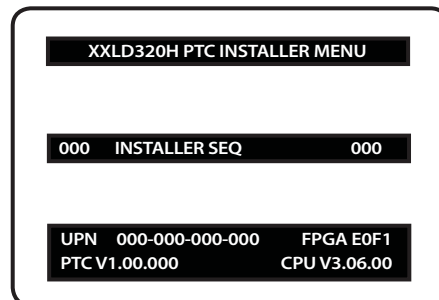 XXLD320H PTC INSTALLER MENU
000 INSTALLER SEQ 000
UPN 000-000-000-000 FPGA E0F1
PTC V1.00.000 CPU V3.06.00